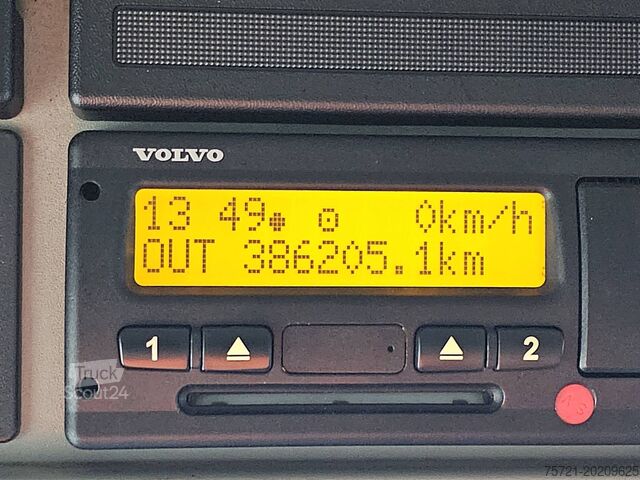 VOLVO
13 49 0km/h
OUT 386205.1km
1 2
Truck
Scout24
75721-20209625